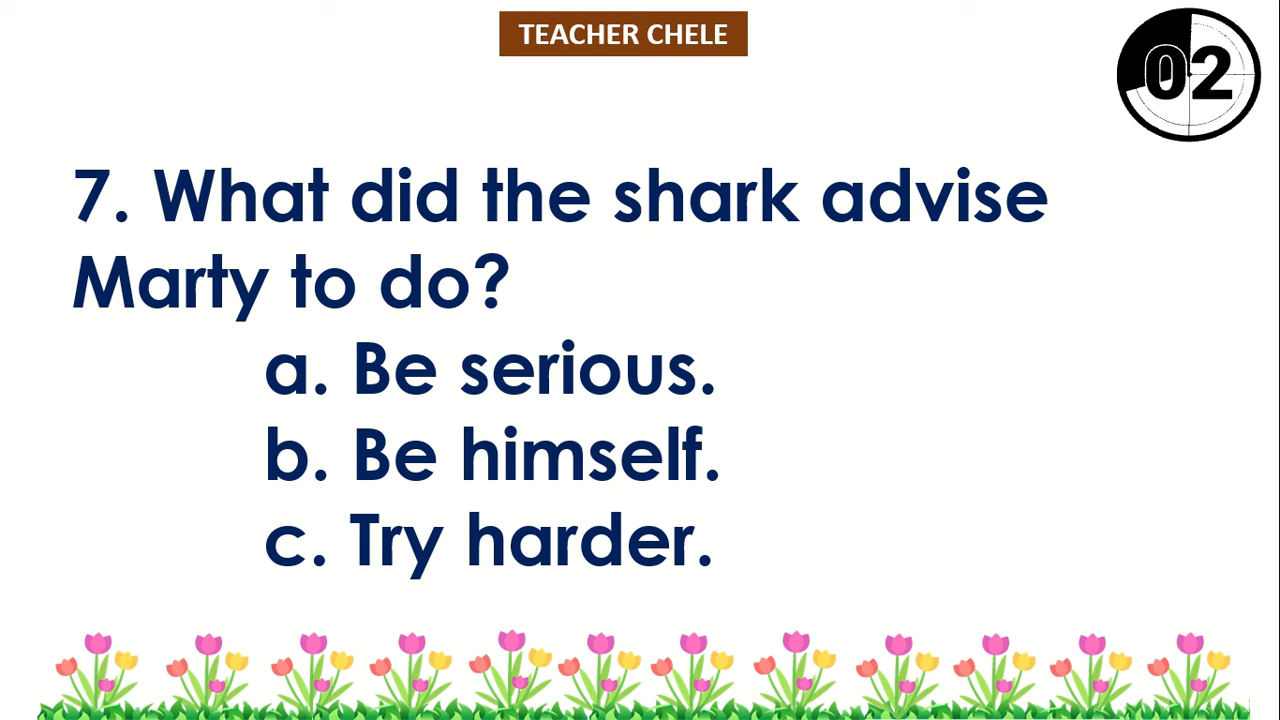 TEACHER CHELE
02
7. What did the shark advise
Marty to do?
a. Be serious.
b. Be himself.
c. Try harder.